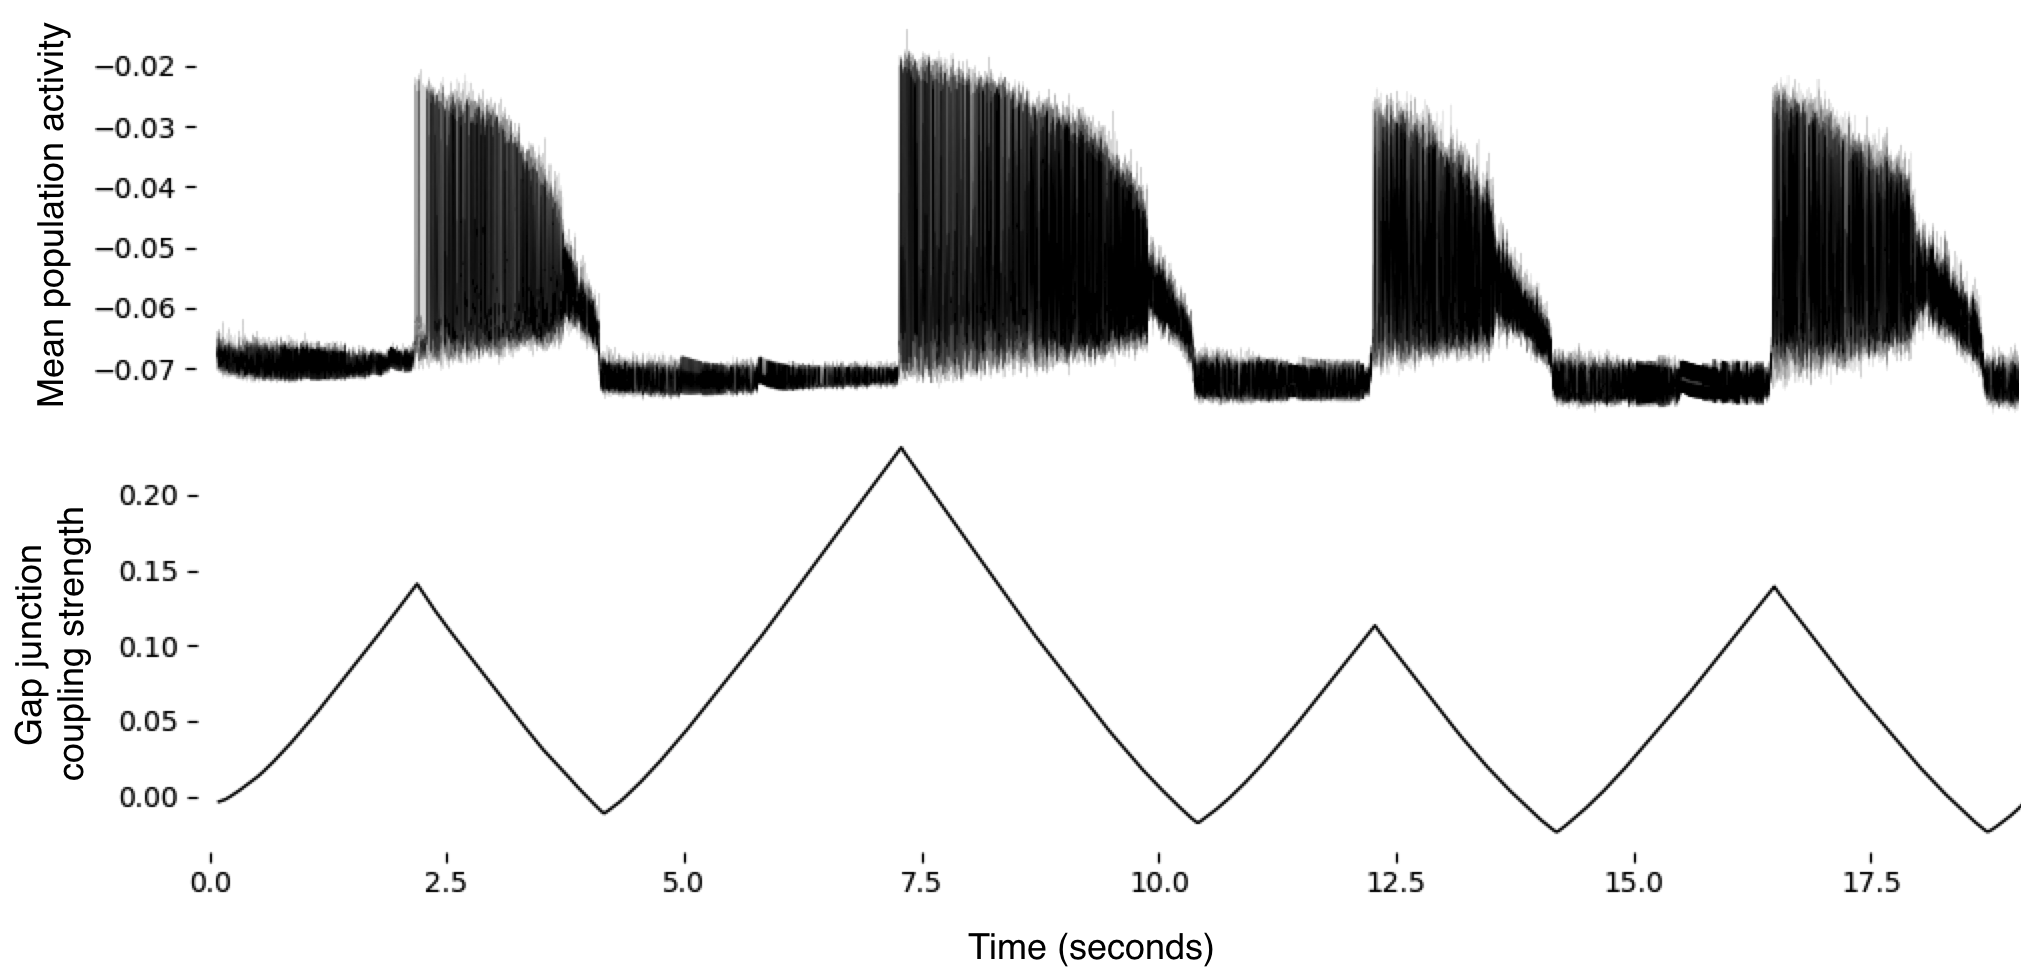 Mean population activity
−0.02
−0.03
−0.04
−0.05
−0.06
−0.07
Gap junction
coupling strength
0.20
0.15
0.10
0.05
0.00
0.0 2.5 5.0 7.5 10.0 12.5 15.0 17.5
Time (seconds)